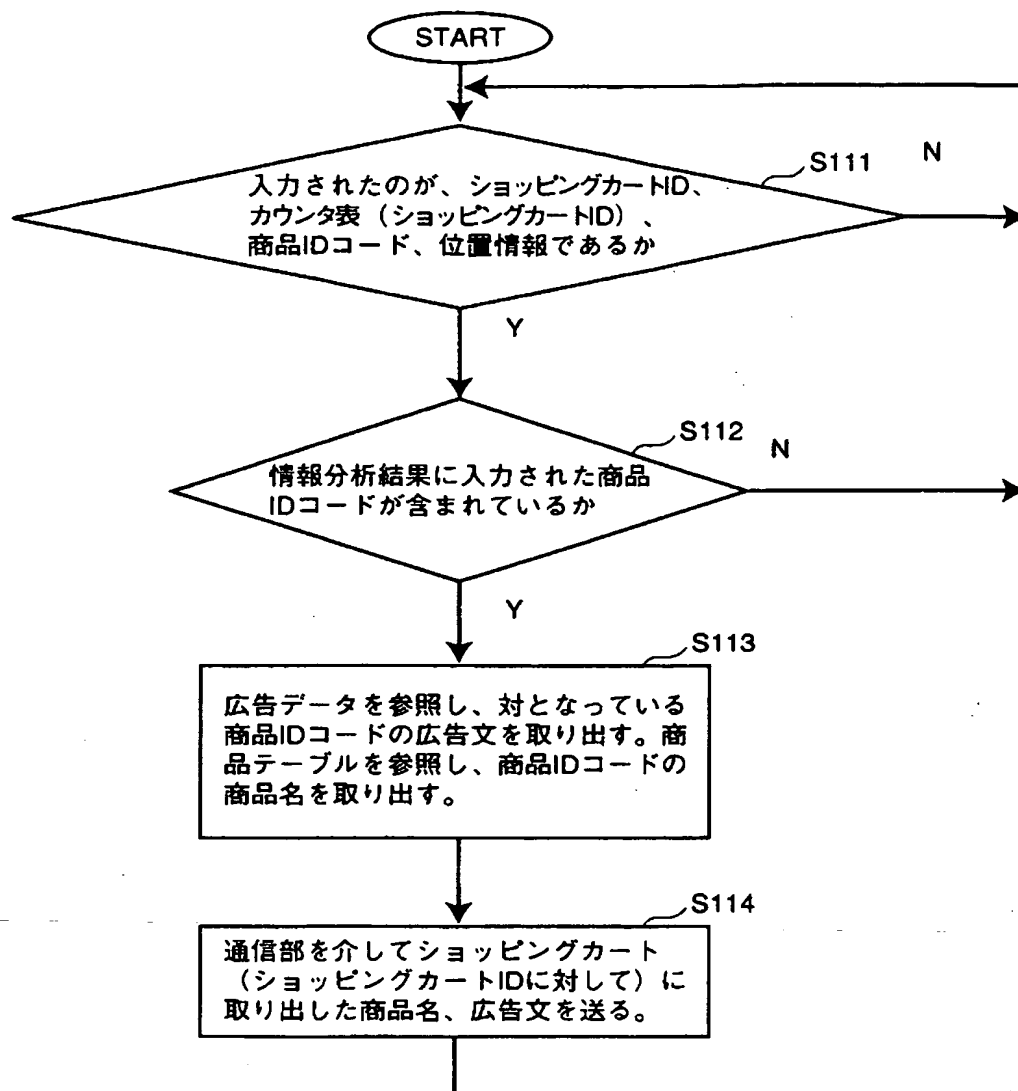 START
S111
N
入力されたのが、ショッピングカートID、
カウンタ表（ショッピングカートID）、
商品IDコード、位置情報であるか
Y
S112
N
情報分析結果に入力された商品
IDコードが含まれているか
Y
S113
広告データを参照し、対となっている
商品IDコードの広告文を取り出す。商
品テーブルを参照し、商品IDコードの
商品名を取り出す。
S114
通信部を介してショッピングカート
（ショッピングカートIDに対して）に
取り出した商品名、広告文を送る。